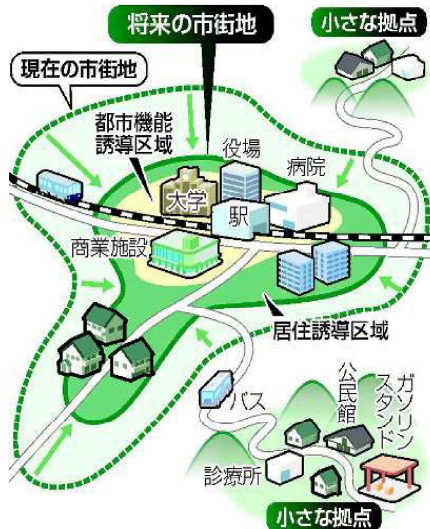 将来の市街地
小さな拠点
現在の市街地
都市機能
誘導区域
役場
病院
大学
駅
商業施設
居住誘導区域
バス
公民館
ガソリン
スタンド
診療所
小さな拠点